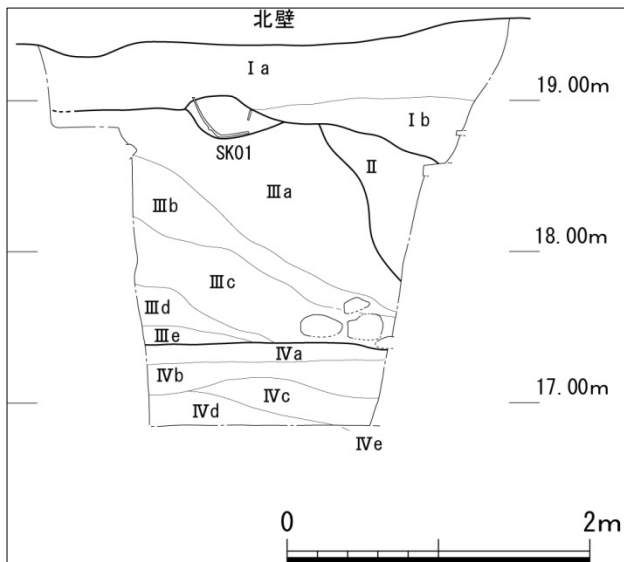 北壁
Ⅰa
19.00m
Ⅰb
SK01
Ⅱ
Ⅲa
Ⅲb
18.00m
Ⅲc
Ⅲd
Ⅲe
Ⅳa
Ⅳb
Ⅳc
17.00m
Ⅳd
Ⅳe
0 2m